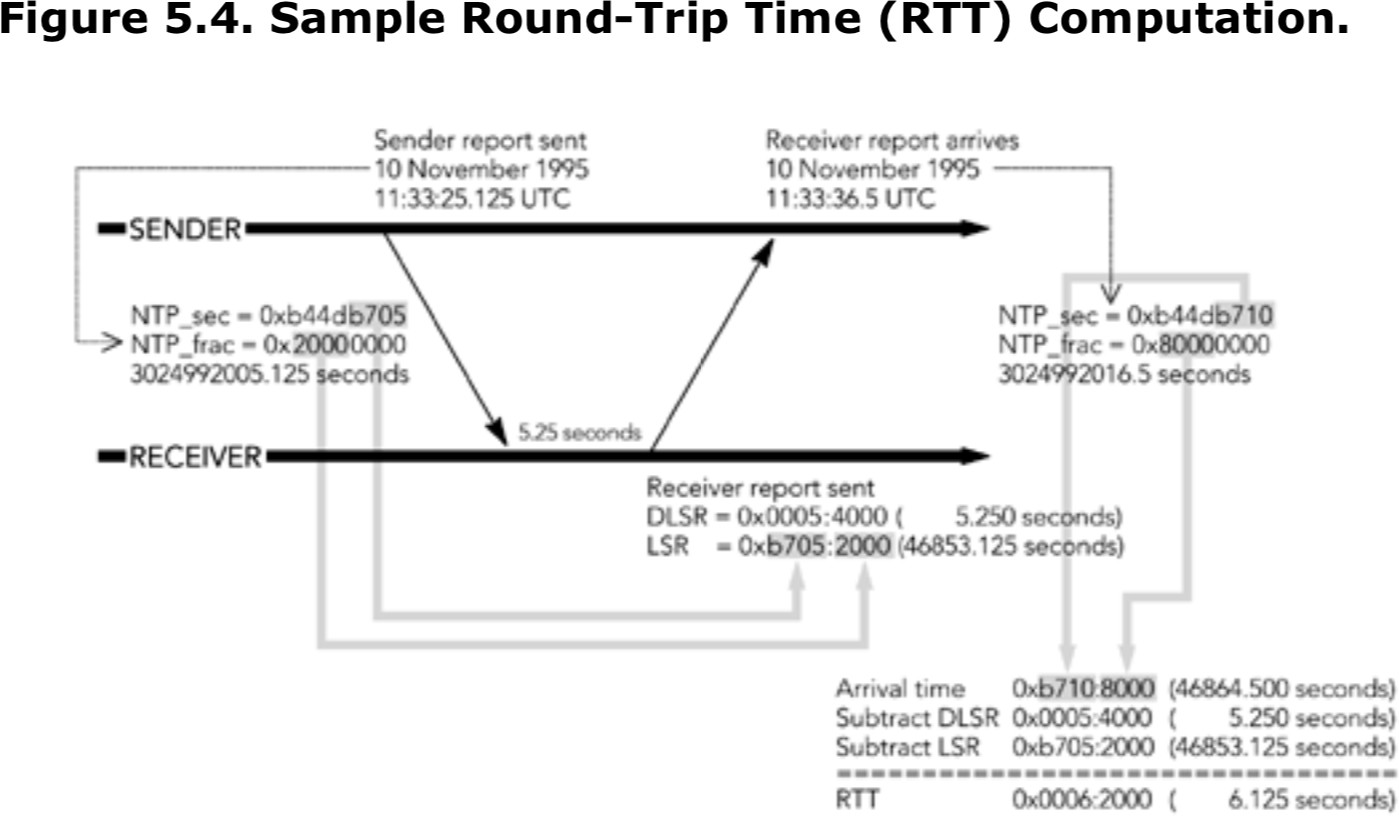 Figure 5.4. Sample Round-Trip Time (RTT) Computation.
Sender report sent
10 November 1995
11:33:25.125 UTC
Receiver report arrives
10 November 1995
11:33:36.5 UTC
SENDER
NTP_sec = 0xb44db705
NTP_frac = 0x20000000
3024992005.125 seconds
NTP_sec = 0xb44db710
NTP_frac = 0x80000000
3024992016.5 seconds
5.25 seconds
RECEIVER
Receiver report sent
DLSR = 0x0005:4000 ( 5.250 seconds)
LSR = 0xb705:2000 (46853.125 seconds)
Arrival time 0xb710:8000 (46864.500 seconds)
Subtract DLSR 0x0005:4000 ( 5.250 seconds)
Subtract LSR 0xb705:2000 (46853.125 seconds)
RTT 0x0006:2000 ( 6.125 seconds)